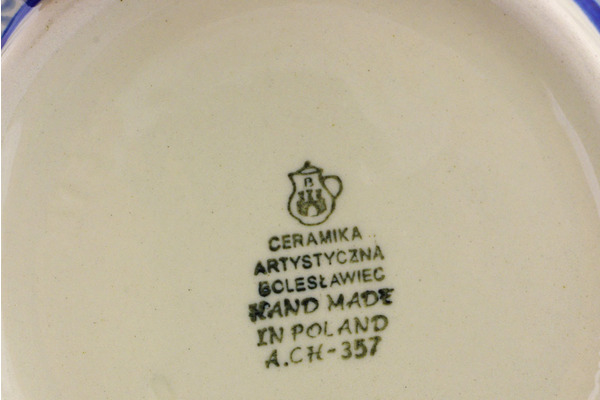 B
CERAMIKA
ARTYSTYCZNA
BOLESŁAWIEC
HAND MADE
IN POLAND
A.CH-357